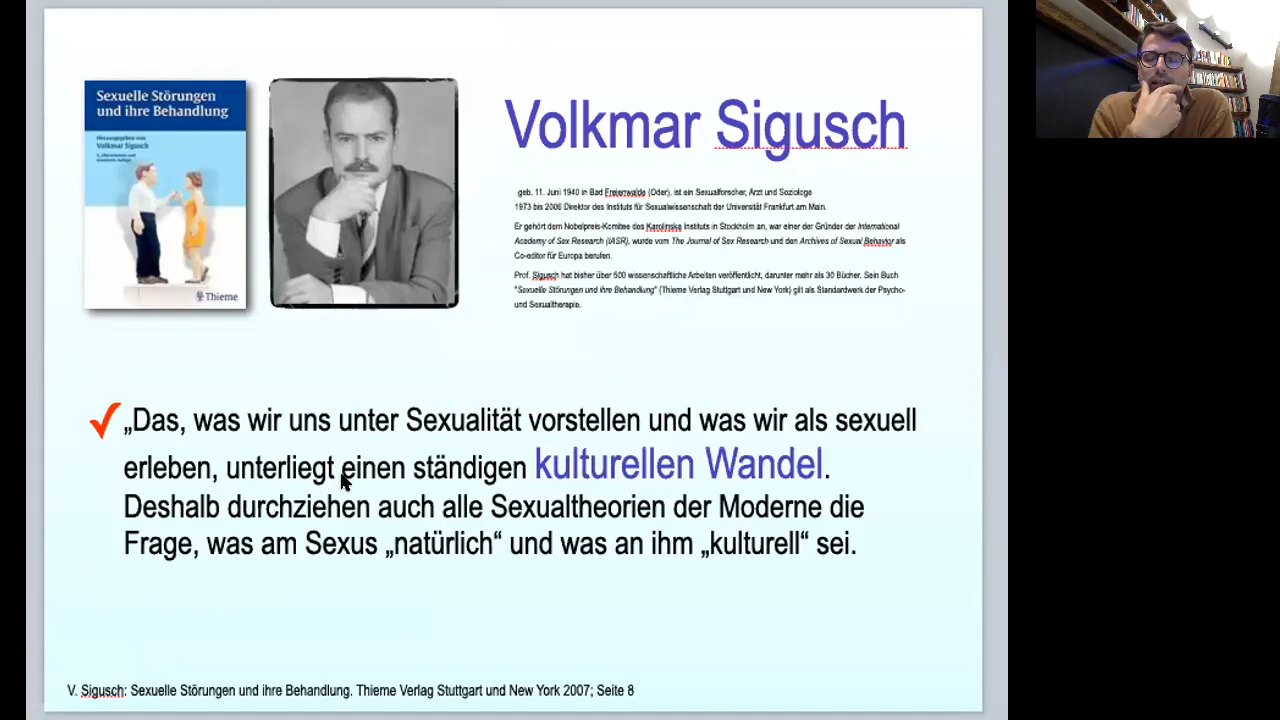 Sexuelle Störungen
und ihre Behandlung
Herausgegeben von
Volkmar Sigusch
4., überarbeitete und
erweiterte Auflage
Thieme
Volkmar Sigusch
geb. 11. Juni 1940 in Bad Freienwalde (Oder), ist ein Sexualforscher, Arzt und Soziologe
1973 bis 2006 Direktor des Instituts für Sexualwissenschaft der Universität Frankfurt am Main.
Er gehört dem Nobelpreis-Komitee des Karolinska Instituts in Stockholm an, war einer der Gründer der International
Academy of Sex Research (IASR), wurde vom The Journal of Sex Research und den Archives of Sexual Behavior als
Co-editor für Europa berufen.
Prof. Sigusch hat bisher über 500 wissenschaftliche Arbeiten veröffentlicht, darunter mehr als 30 Bücher. Sein Buch
"Sexuelle Störungen und ihre Behandlung" (Thieme Verlag Stuttgart und New York) gilt als Standardwerk der Psycho-
und Sexualtherapie.
✓ „Das, was wir uns unter Sexualität vorstellen und was wir als sexuell
erleben, unterliegt einen ständigen kulturellen Wandel.
Deshalb durchziehen auch alle Sexualtheorien der Moderne die
Frage, was am Sexus „natürlich“ und was an ihm „kulturell“ sei.
V. Sigusch: Sexuelle Störungen und ihre Behandlung. Thieme Verlag Stuttgart und New York 2007; Seite 8